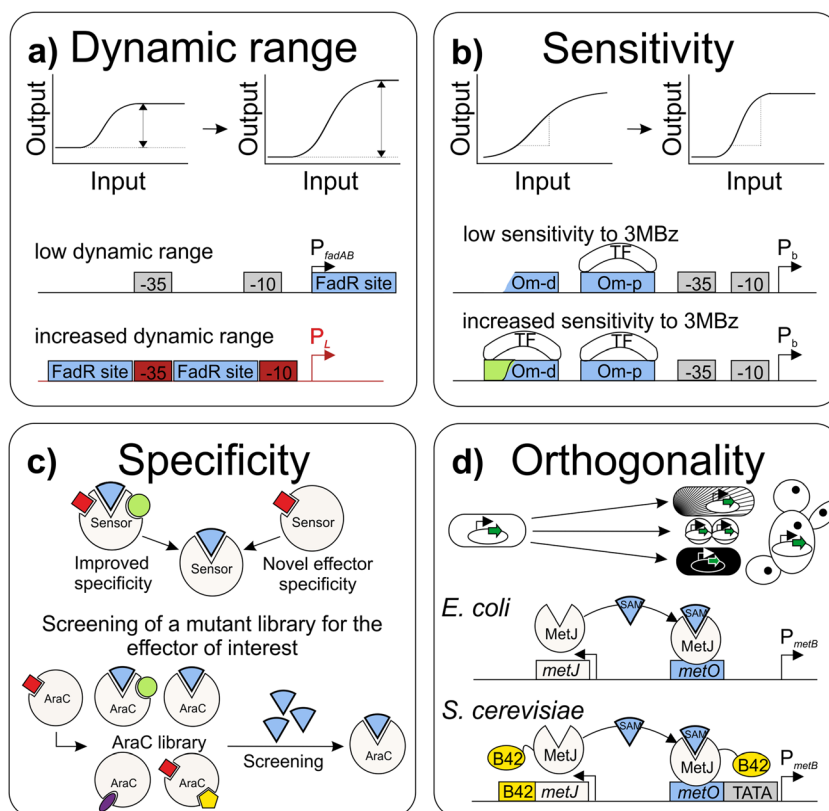 a) Dynamic range
Output
Input
Output
Input
low dynamic range
PfadAB
-35
-10
FadR site
increased dynamic range
PL
FadR site
-35
FadR site
-10
b) Sensitivity
Output
Input
Output
Input
low sensitivity to 3MBz
TF
Pb
Om-d
Om-p
-35
-10
increased sensitivity to 3MBz
TF
TF
Pb
Om-d
Om-p
-35
-10
c) Specificity
Sensor
Sensor
Improved
specificity
Sensor
Novel effector
specificity
Screening of a mutant library for the
effector of interest
AraC
AraC
AraC
AraC library
Screening
AraC
AraC
AraC
d) Orthogonality
E. coli
SAM
SAM
MetJ
MetJ
PmetB
metJ
metO
S. cerevisiae
SAM
SAM
B42
MetJ
MetJ
B42
PmetB
B42
metJ
metO
TATA